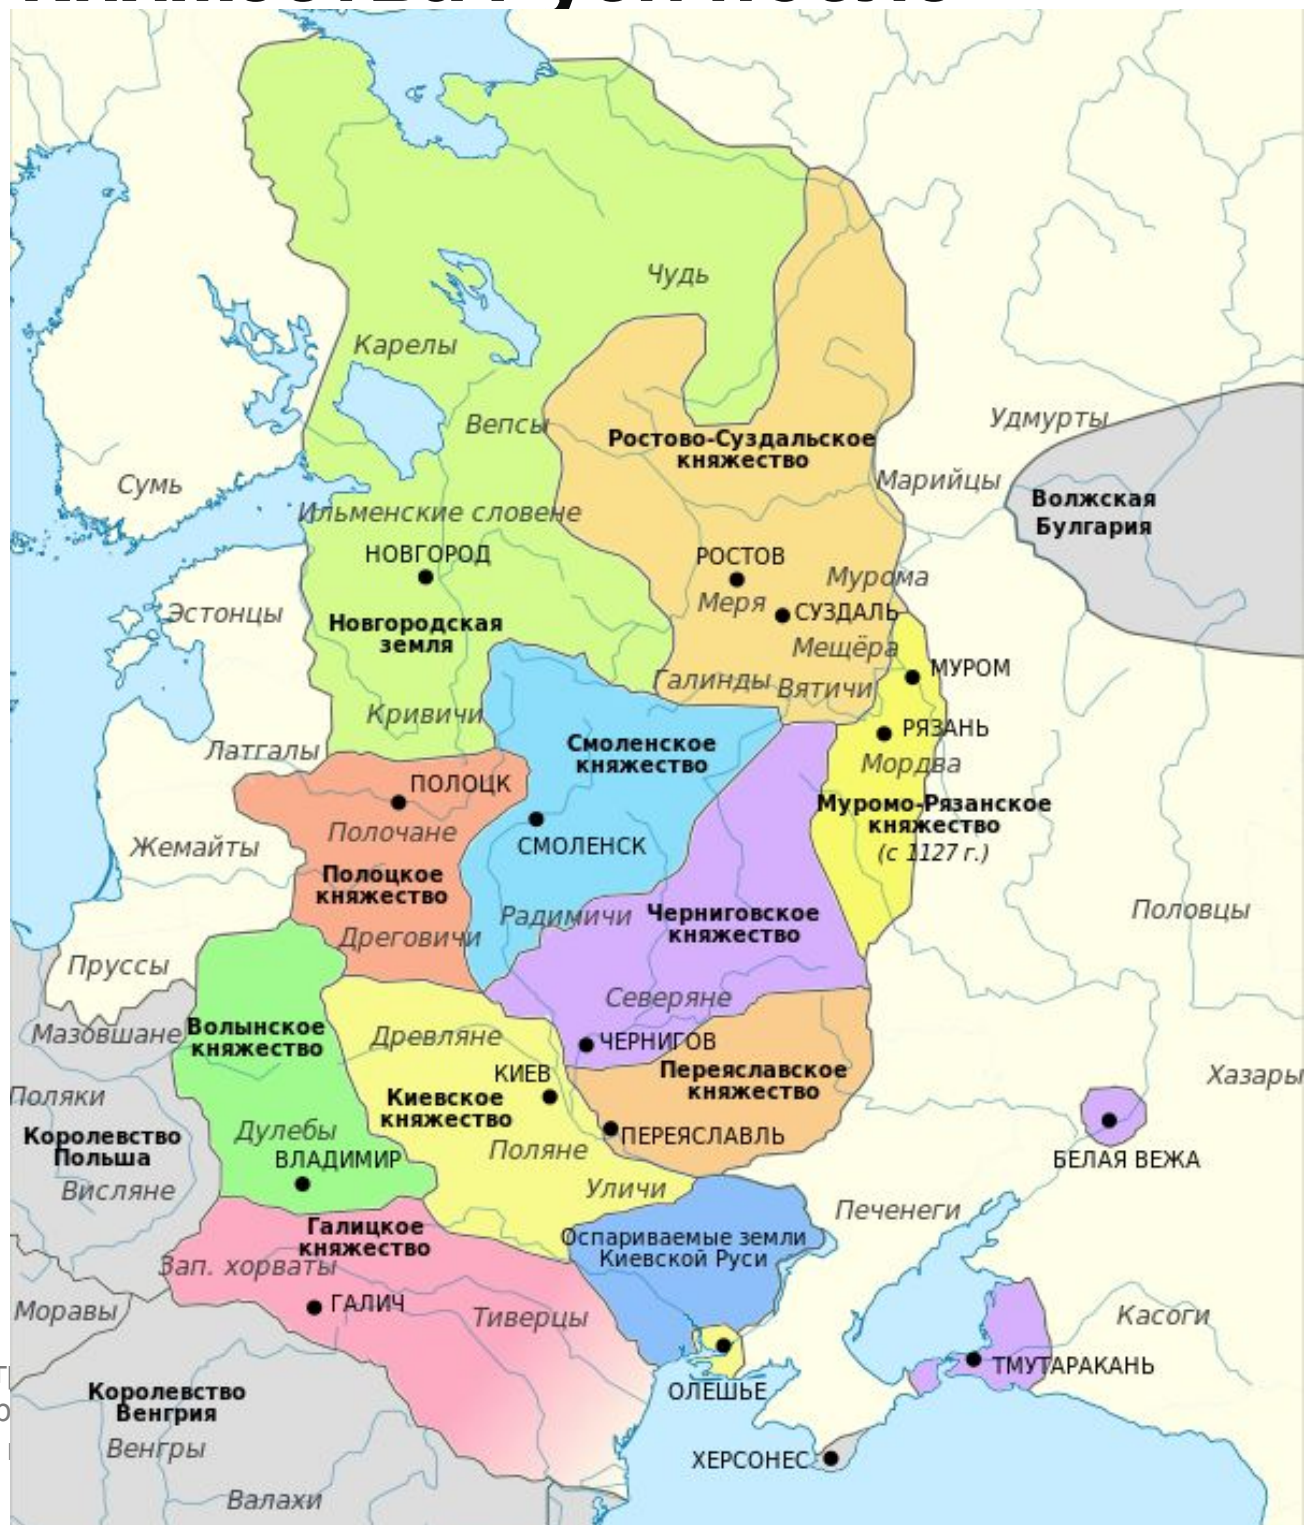 Чудь
Карелы
Вепсы
Удмурты
Ростово-Суздальское
княжество
Сумь
Марийцы
Волжская
Булгария
Ильменские словене
НОВГОРОД
РОСТОВ
Мурома
Меря
СУЗДАЛЬ
Эстонцы
Новгородская
земля
Мещёра
МУРОМ
Галинды
Вятичи
Кривичи
РЯЗАНЬ
Латгалы
Смоленское
княжество
Мордва
ПОЛОЦК
Муромо-Рязанское
княжество
(с 1127 г.)
Полочане
СМОЛЕНСК
Жемайты
Полоцкое
княжество
Радимичи
Черниговское
княжество
Половцы
Дреговичи
Пруссы
Северяне
Мазовшане
Волынское
княжество
Древляне
ЧЕРНИГОВ
КИЕВ
Переяславское
княжество
Хазары
Поляки
Киевское
княжество
Королевство
Польша
Дулебы
ПЕРЕЯСЛАВЛЬ
Поляне
ВЛАДИМИР
БЕЛАЯ ВЕЖА
Висляне
Уличи
Печенеги
Галицкое
княжество
Оспариваемые земли
Киевской Руси
Зап. хорваты
Моравы
ГАЛИЧ
Тиверцы
Касоги
ТМУТАРАКАНЬ
Королевство
Венгрия
ОЛЕШЬЕ
Венгры
ХЕРСОНЕС
Валахи